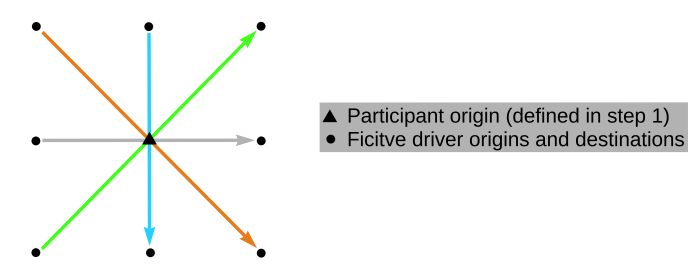 Participant origin (defined in step 1)
Ficitve driver origins and destinations